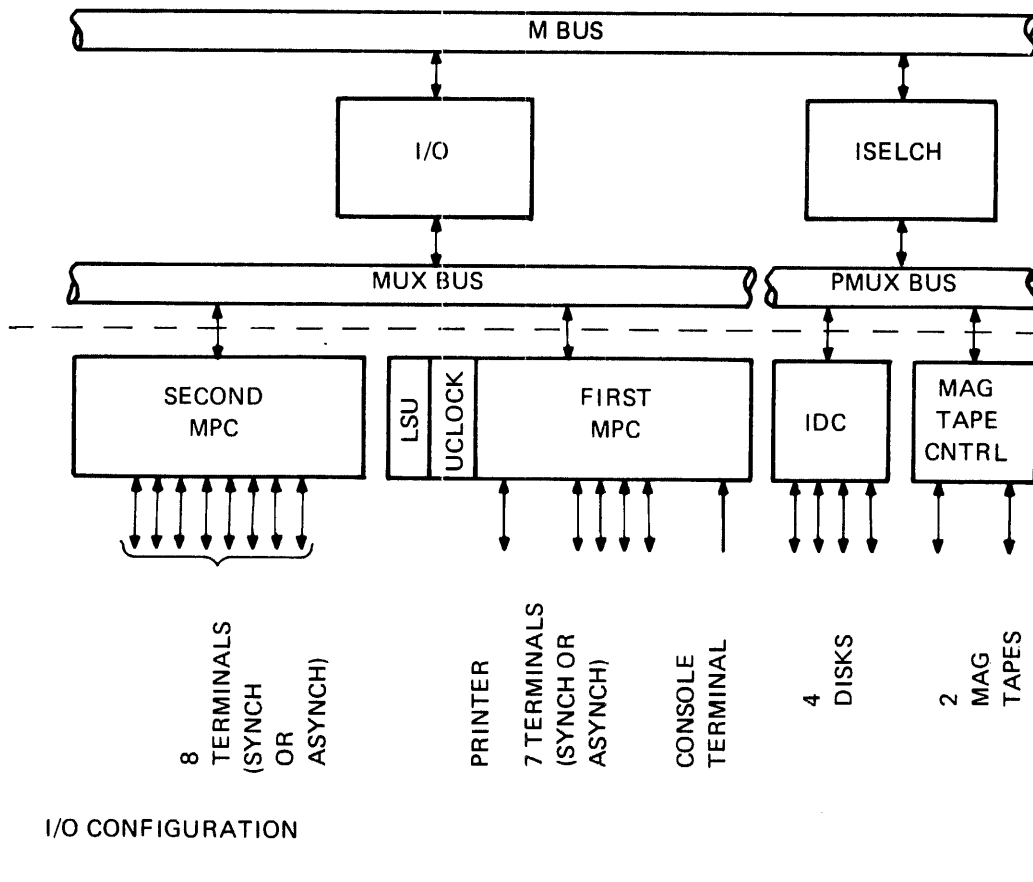 M BUS
I/O
ISELCH
MUX BUS
PMUX BUS
SECOND
MPC
LSU
UCLOCK
FIRST
MPC
IDC
MAG
TAPE
CNTRL
8
TERMINALS
(SYNCH
OR
ASYNCH)
PRINTER
7 TERMINALS
(SYNCH OR
ASYNCH)
CONSOLE
TERMINAL
4
DISKS
2
MAG
TAPES
I/O CONFIGURATION